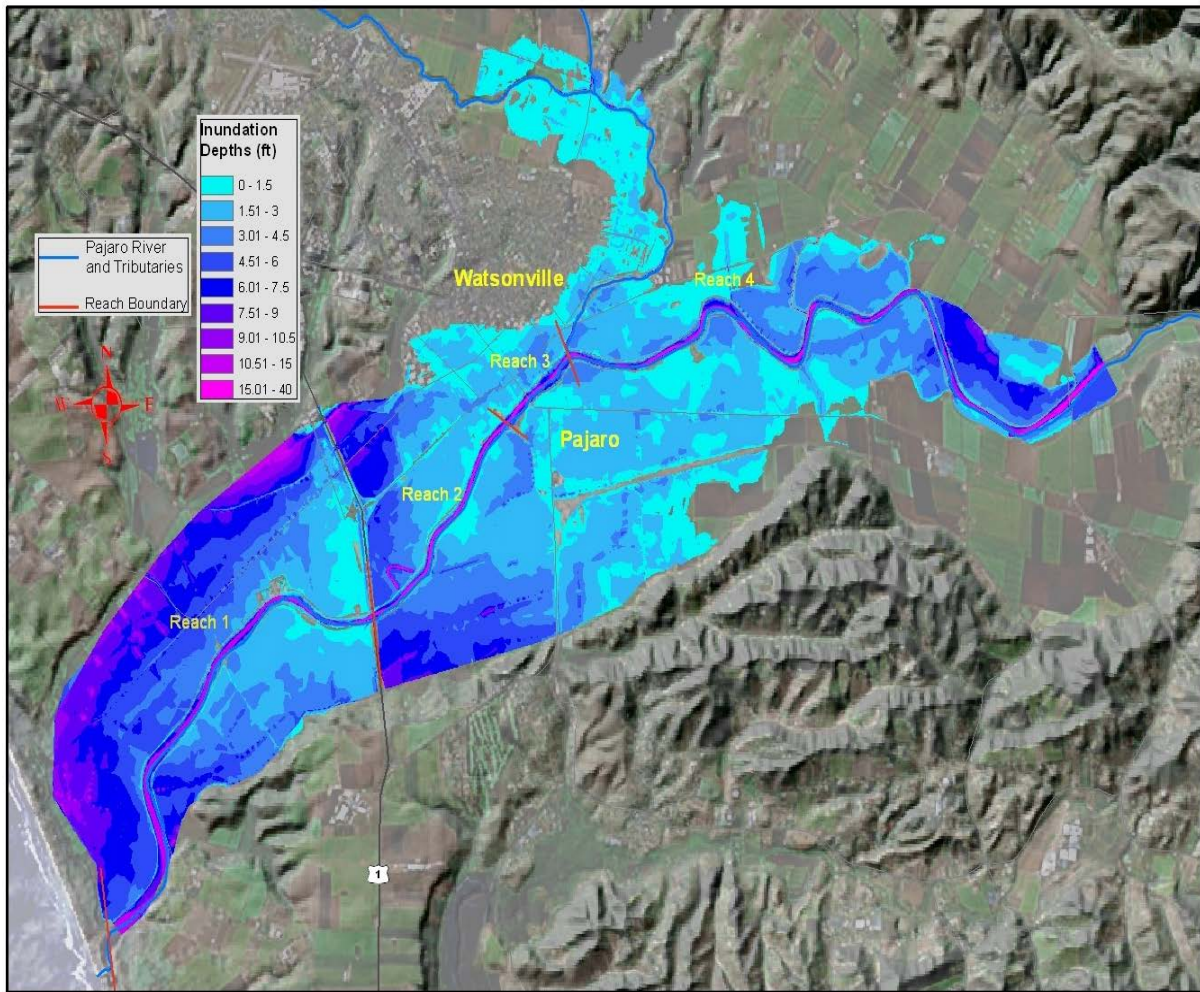 Inundation
Depths (ft)
0 - 1.5
1.51 - 3
3.01 - 4.5
4.51 - 6
6.01 - 7.5
7.51 - 9
9.01 - 10.5
10.51 - 15
15.01 - 40
Pajaro River
and Tributaries
Reach Boundary
N
W E
S
Watsonville
Reach 4
Reach 3
Pajaro
Reach 2
Reach 1
1